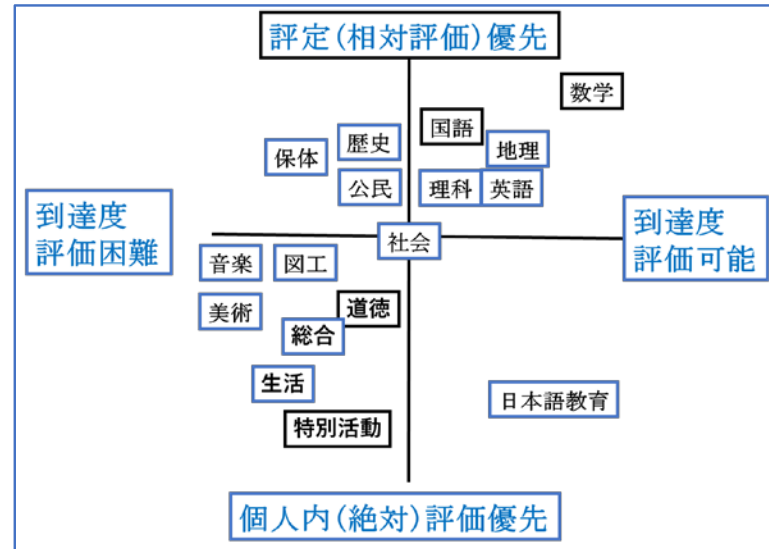 評定(相対評価)優先
数学
国語
歴史
地理
保体
公民
理科
英語
到達度
評価困難
社会
到達度
評価可能
音楽
図工
美術
道徳
総合
生活
日本語教育
特別活動
個人内(絶対)評価優先